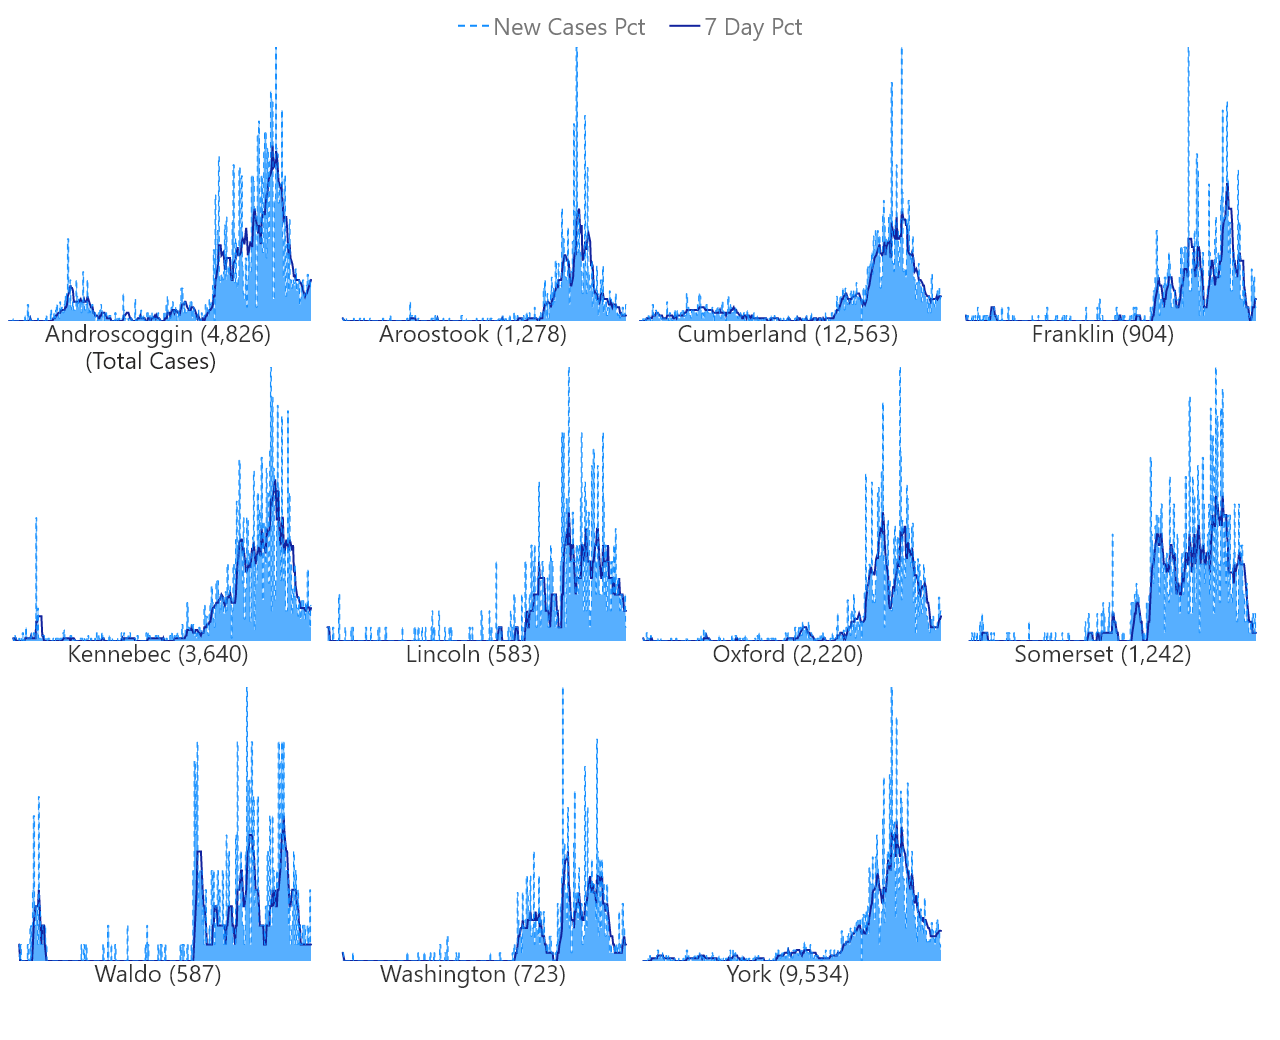 New Cases Pct 7 Day Pct
Androscoggin (4,826) Aroostook (1,278) Cumberland (12,563) Franklin (904)
(Total Cases)
Kennebec (3,640) Lincoln (583) Oxford (2,220) Somerset (1,242)
Waldo (587) Washington (723) York (9,534)